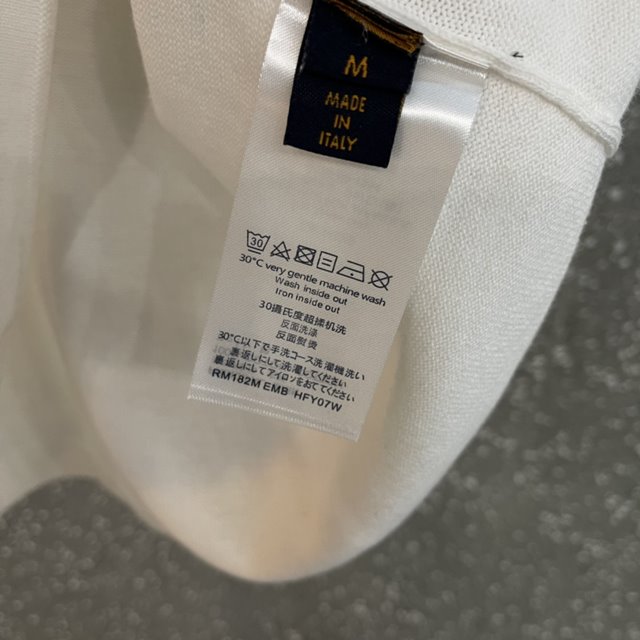 M
MADE
IN
ITALY
30
30°C very gentle machine wash
Wash inside out
Iron inside out
30攝氏度超揉机洗
反面洗涤
反面熨烫
30℃以下で手洗コース洗濯機洗い
裏返しにして洗濯してください
裏返しにしてアイロンをおてください
RM182M EMB HFY07W